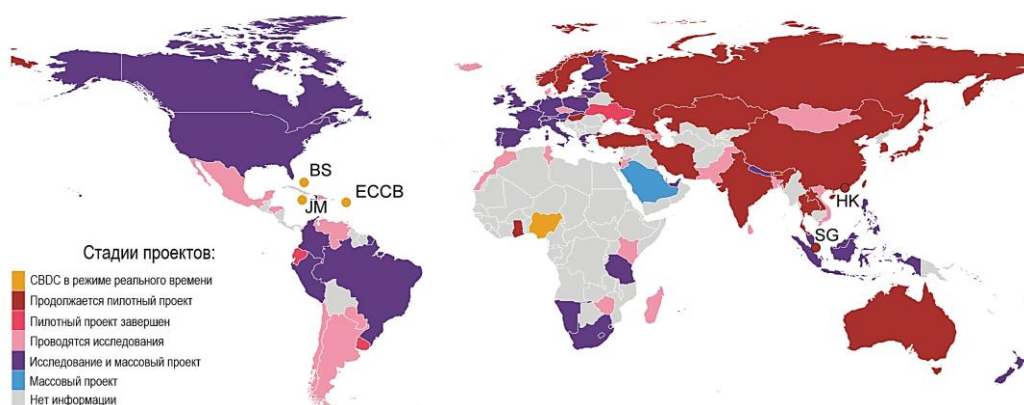 BS
ECCB
JM
HK
SG
Стадии проектов:
CBDC в режиме реального времени
Продолжается пилотный проект
Пилотный проект завершен
Проводятся исследования
Исследование и массовый проект
Массовый проект
Нет информации